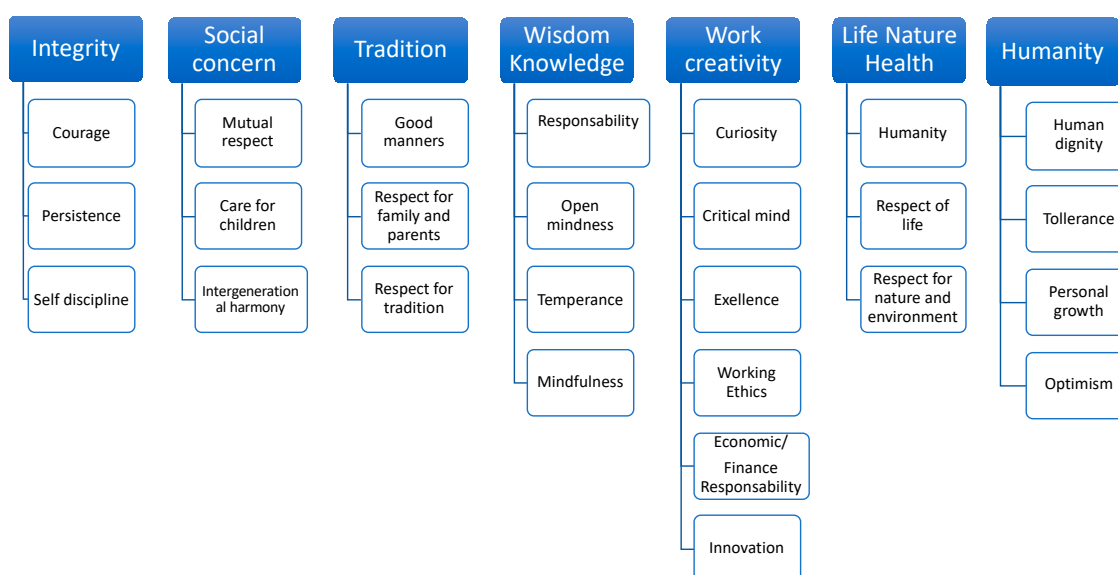 Integrity
Courage
Persistence
Self discipline
Social
concern
Mutual
respect
Care for
children
Intergeneration
al harmony
Tradition
Good
manners
Respect for
family and
parents
Respect for
tradition
Wisdom
Knowledge
Responsability
Open
mindness
Temperance
Mindfulness
Work
creativity
Curiosity
Critical mind
Exellence
Working
Ethics
Economic/
Finance
Responsability
Innovation
Life Nature
Health
Humanity
Respect of
life
Respect for
nature and
environment
Humanity
Human
dignity
Tollerance
Personal
growth
Optimism